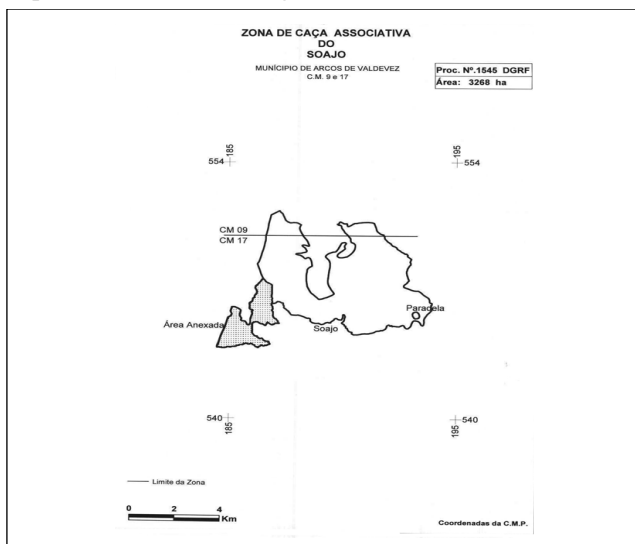 ZONA DE CAÇA ASSOCIATIVA
DO
SOAJO
MUNÍCIPIO DE ARCOS DE VALDEVEZ
C.M. 9 e 17
Proc. Nº.1545 DGRF
Área: 3268 ha
185
195
554
554
CM 09
CM 17
Paradela
Área Anexada
Soajo
540
540
185
195
Limite da Zona
0 2 4
Km
Coordenadas da C.M.P.